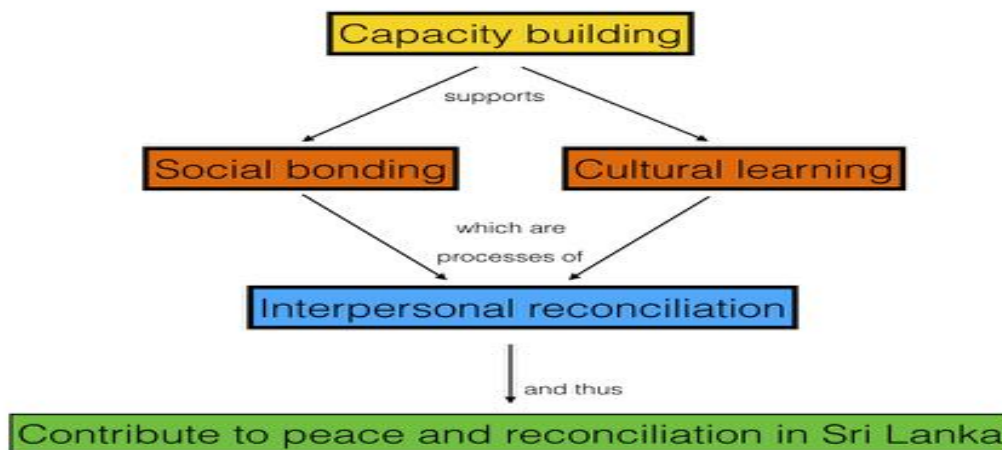 Capacity building
supports
Social bonding
Cultural learning
which are
processes of
Interpersonal reconciliation
and thus
Contribute to peace and reconciliation in Sri Lanka